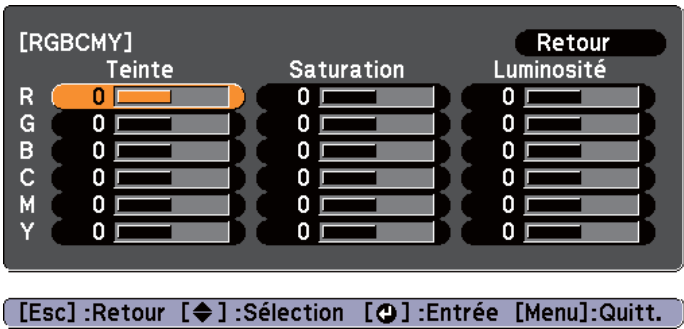 [RGBCMY] Retour
Teinte Saturation Luminosité
R 0 0 0
G 0 0 0
B 0 0 0
C 0 0 0
M 0 0 0
Y 0 0 0
[Esc] :Retour [] :Sélection [] :Entrée [Menu]:Quitt.